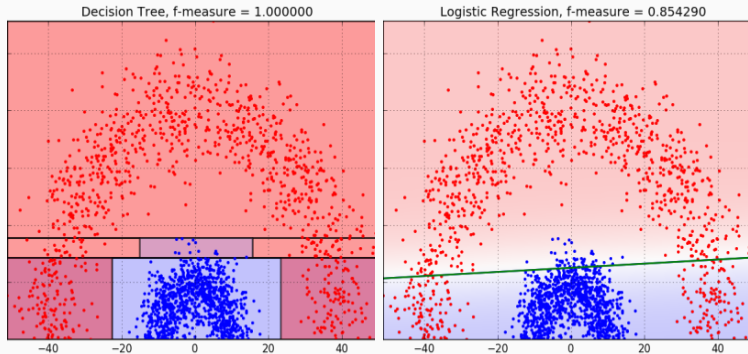 Decision Tree, f-measure = 1.000000
Logistic Regression, f-measure = 0.854290
−40 −20 0 20 40
−40 −20 0 20 40